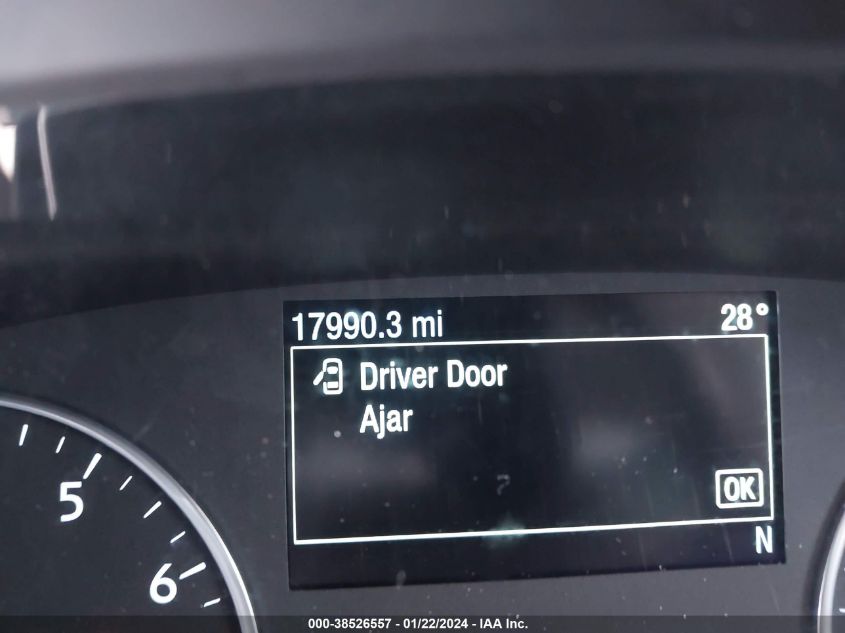 17990.3 mi 28°
Driver Door
Ajar
OK
N
5
6
000-38526557 - 01/22/2024 - IAA Inc.